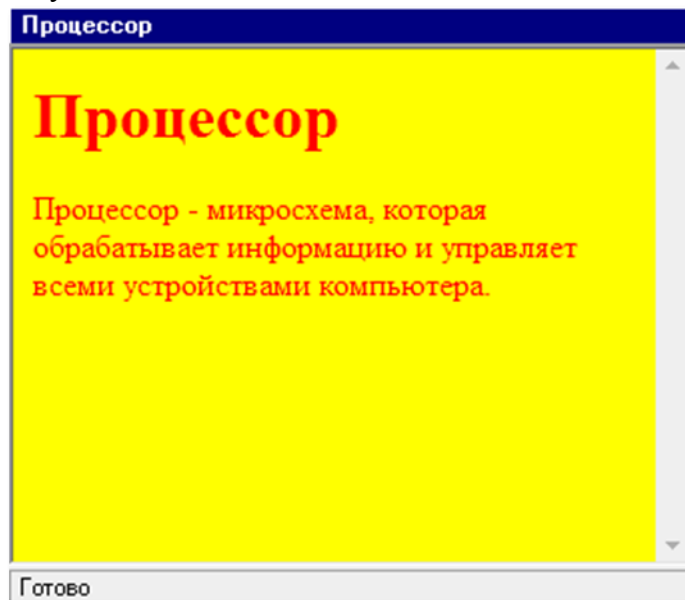 Процессор
Процессор
Процессор - микросхема, которая
обрабатывает информацию и управляет
всеми устройствами компьютера.
Готово